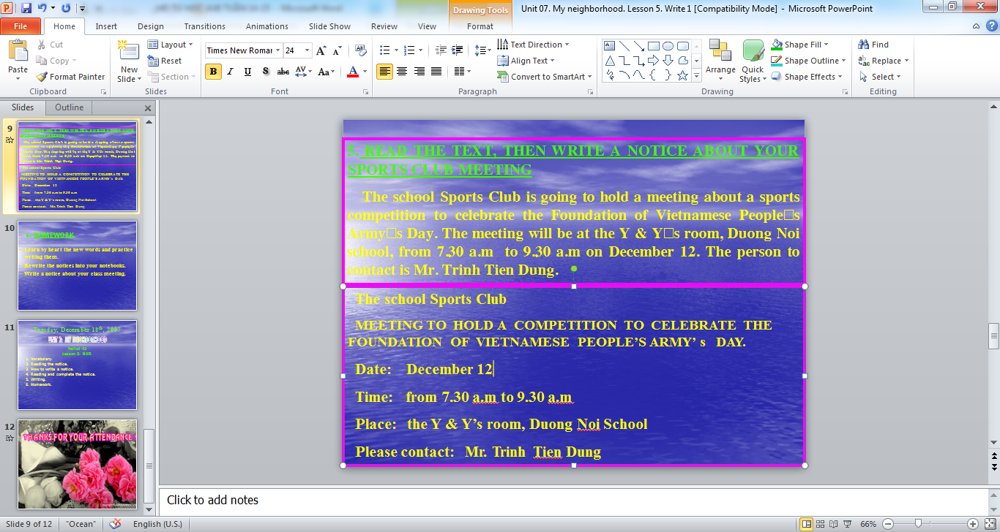 Drawing Tools
Unit 07. My neighborhood. Lesson 5. Write1 [Compatibility Mode] - Microsoft PowerPoint
File Home Insert Design Transitions Animations Slide Show Review View Format
Paste
Cut
Copy
Format Painter
Clipboard
New Slide
Layout
Reset
Section
Slides
Times New Romar 24
B I U S abc AV Aa A
Font
Text Direction
Align Text
Convert to SmartArt
Paragraph
Arrange
Quick Styles
Shape Fill
Shape Outline
Shape Effects
Drawing
Find
Replace
Select
Editing
Slides Outline
9
10
Learn by heart the new words and practice
writing them.
Rewrite the notices into your notebooks.
Write a notice about your class meeting.
11
1. Vocabulary.
2. Reading the notice.
3. How to write a notice.
4. Reading and complete the notice.
5. Writing.
6. Homework.
12
THANKS FOR YOUR ATTENDANCE !
5. READ THE TEXT, THEN WRITE A NOTICE ABOUT YOUR
SPORTS CLUB MEETING
The school Sports Club is going to hold a meeting about a sports
competition to celebrate the Foundation of Vietnamese People□s
Army□s Day. The meeting will be at the Y & Y□s room, Duong Noi
school, from 7.30 a.m to 9.30 a.m on December 12. The person to
contact is Mr. Trinh Tien Dung.
The school Sports Club
MEETING TO HOLD A COMPETITION TO CELEBRATE THE
FOUNDATION OF VIETNAMESE PEOPLE’S ARMY’ s DAY.
Date: December 12
Time: from 7.30 a.m to 9.30 a.m
Place: the Y & Y’s room, Duong Noi School
Please contact: Mr. Trinh Tien Dung
Click to add notes
Slide 9 of 12 "Ocean" English (U.S.) 66%